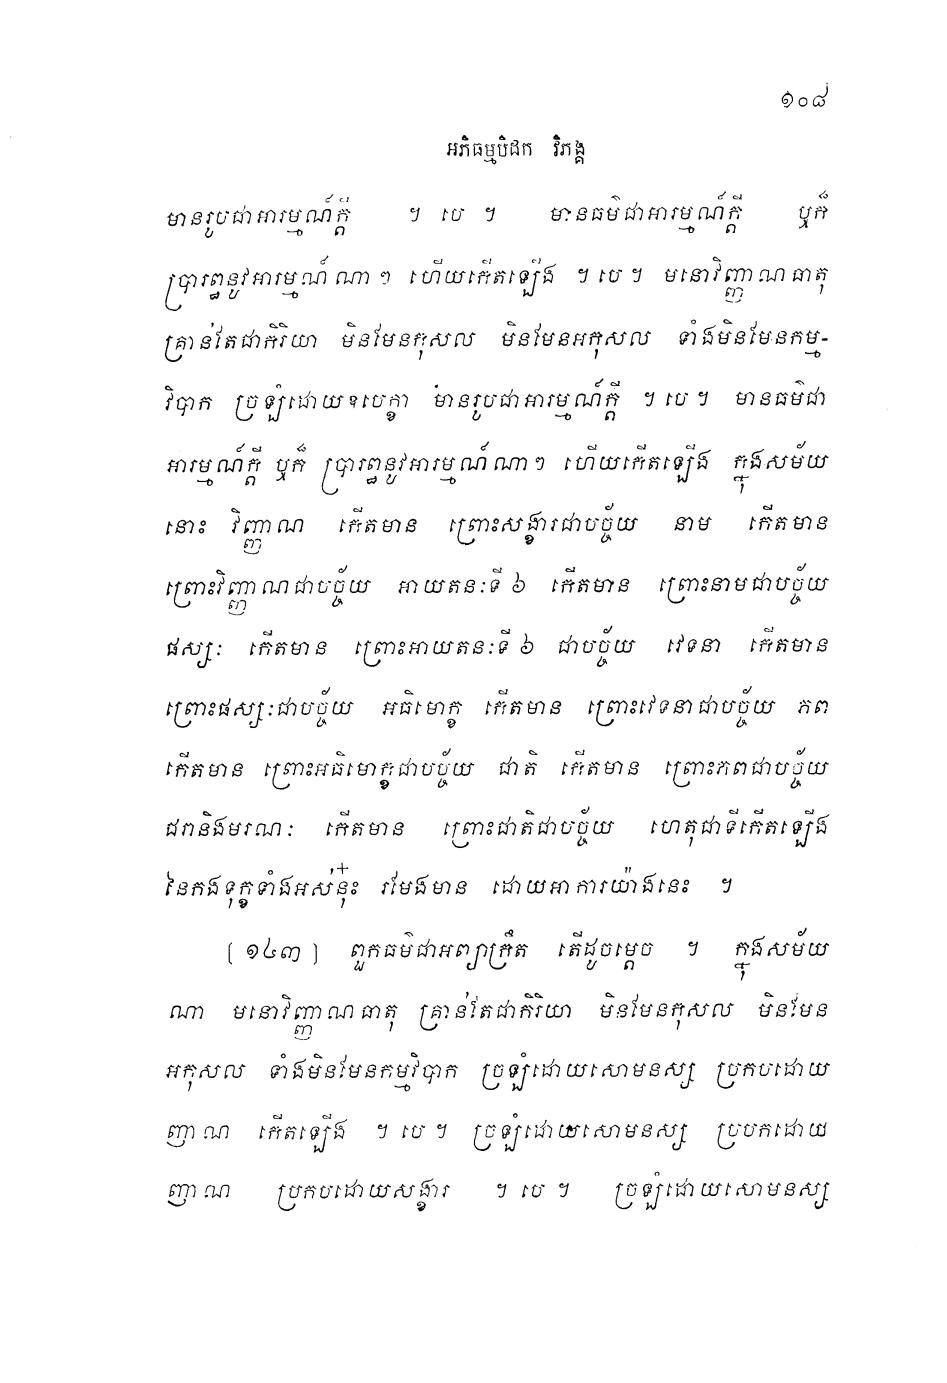 ១០៨
អភិធម្មបិដក វិភង្គ
មានរូបជាអារម្មណ៍ក្តី ។ បេ ។ មានធម៌ជាអារម្មណ៍ក្តី ឬក៏
ប្រារព្ធនូវអារម្មណ៍ណាៗ ហើយកើតឡើង ។ បេ ។ មនោវិញ្ញាណធាតុ
គ្រាន់តែជាកិរិយា មិនមែនកុសល មិនមែនអកុសល ទាំងមិនមែនកម្ម-
វិបាក ច្រឡំដោយឧបេក្ខា មានរូបជាអារម្មណ៍ក្តី ។ បេ ។ មានធម៌ជា
អារម្មណ៍ក្តី ឬក៏ ប្រារព្ធនូវអារម្មណ៍ណាៗ ហើយកើតឡើង ក្នុងសម័យ
នោះ វិញ្ញាណ កើតមាន ព្រោះសង្ខារជាបច្ច័យ នាម កើតមាន
ព្រោះវិញ្ញាណជាបច្ច័យ អាយតនៈទី ៦ កើតមាន ព្រោះនាមជាបច្ច័យ
ផស្សៈ កើតមាន ព្រោះអាយតនៈទី ៦ ជាបច្ច័យ វេទនា កើតមាន
ព្រោះផស្សៈជាបច្ច័យ អធិមោក្ខ កើតមាន ព្រោះវេទនាជាបច្ច័យ ភព
កើតមាន ព្រោះអធិមោក្ខជាបច្ច័យ ជាតិ កើតមាន ព្រោះភពជាបច្ច័យ
ជរានិងមរណៈ កើតមាន ព្រោះជាតិជាបច្ច័យ ហេតុជាទីកើតឡើង
នៃកងទុក្ខទាំងអស់នុ៎ះ រមែងមាន ដោយអាការយ៉ាងនេះ ។
[ ១៤៣ ] ពួកធម៌ជាអព្យាក្រឹត តើដូចម្តេច ។ ក្នុងសម័យ
ណា មនោវិញ្ញាណធាតុ គ្រាន់តែជាកិរិយា មិនមែនកុសល មិនមែន
អកុសល ទាំងមិនមែនកម្មវិបាក ច្រឡំដោយសោមនស្ស ប្រកបដោយ
ញាណ កើតឡើង ។ បេ ។ ច្រឡំដោយសោមនស្ស ប្របកដោយ
ញាណ ប្រកបដោយសង្ខារ ។ បេ ។ ច្រឡំដោយសោមនស្ស